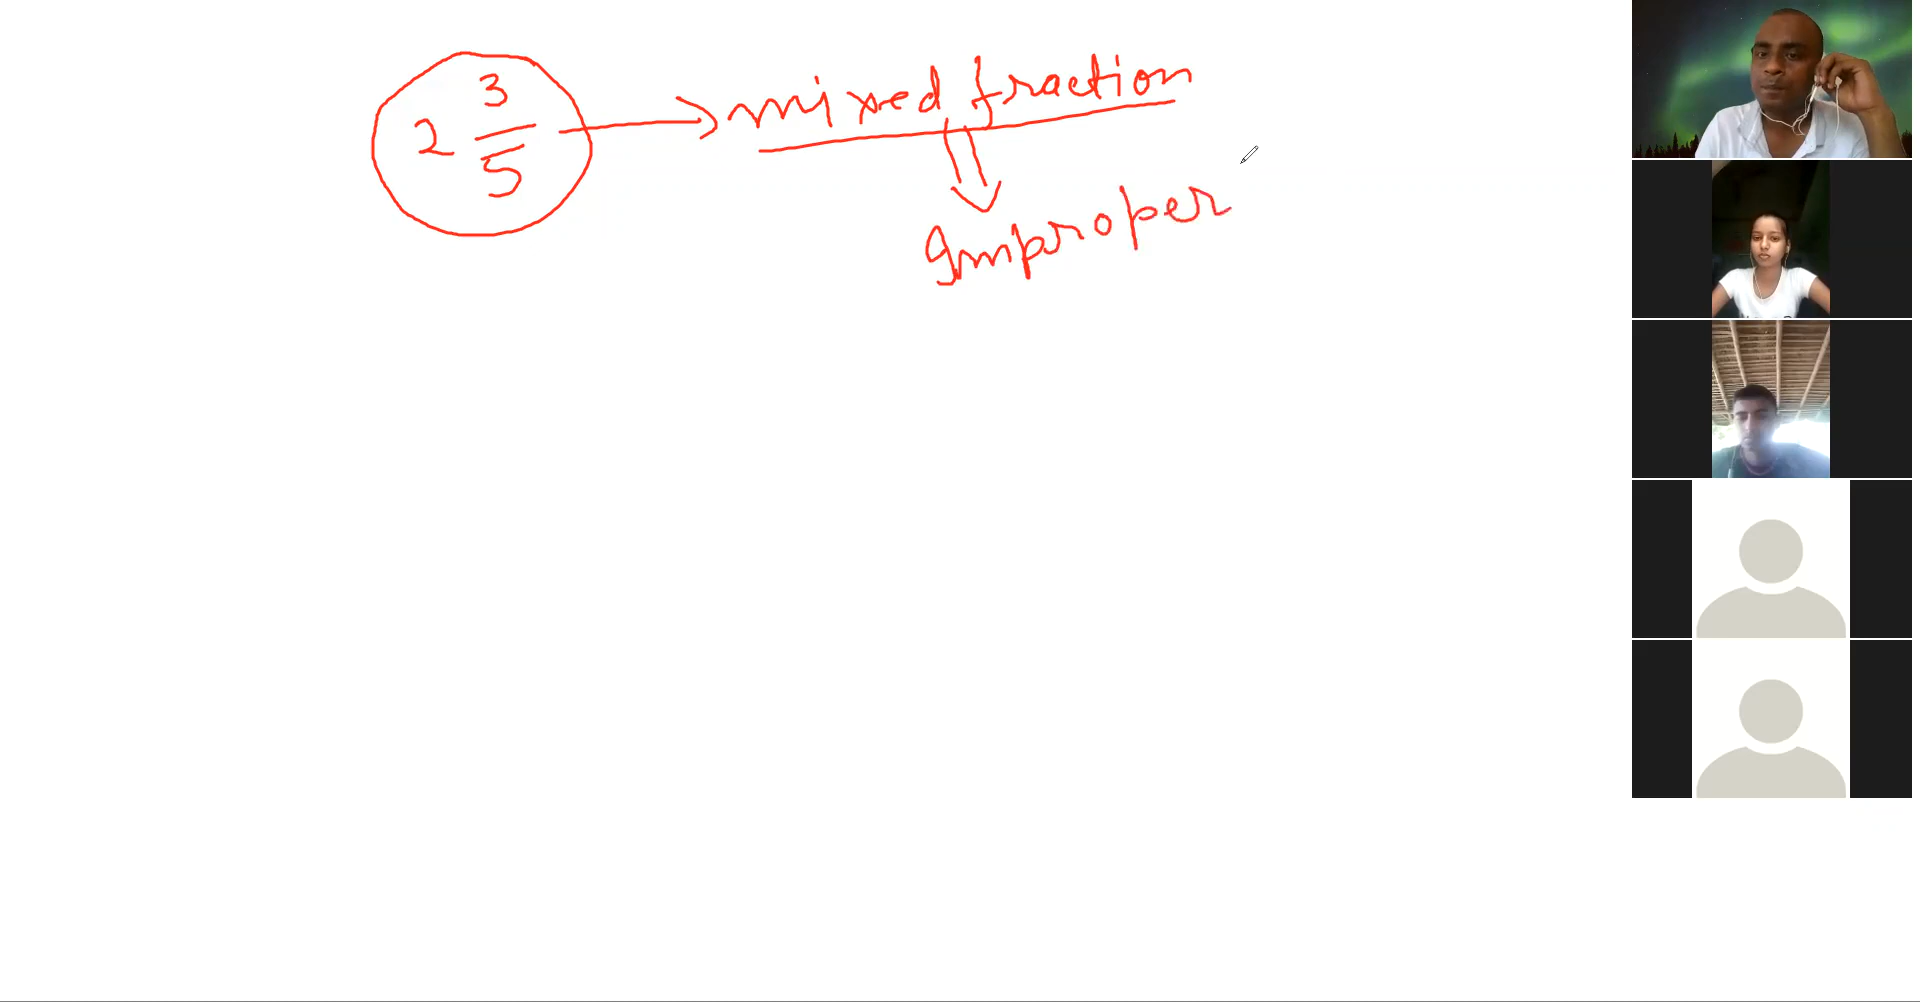 2 3/5 → mixed fraction
⇓
Improper